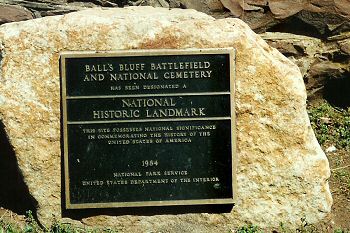 BALL'S BLUFF BATTLEFIELD
AND NATIONAL CEMETERY
HAS BEEN DESIGNATED A
NATIONAL
HISTORIC LANDMARK
THIS SITE POSSESSES NATIONAL SIGNIFICANCE
IN COMMEMORATING THE HISTORY OF THE
UNITED STATES OF AMERICA
1984
NATIONAL PARK SERVICE
UNITED STATES DEPARTMENT OF THE INTERIOR